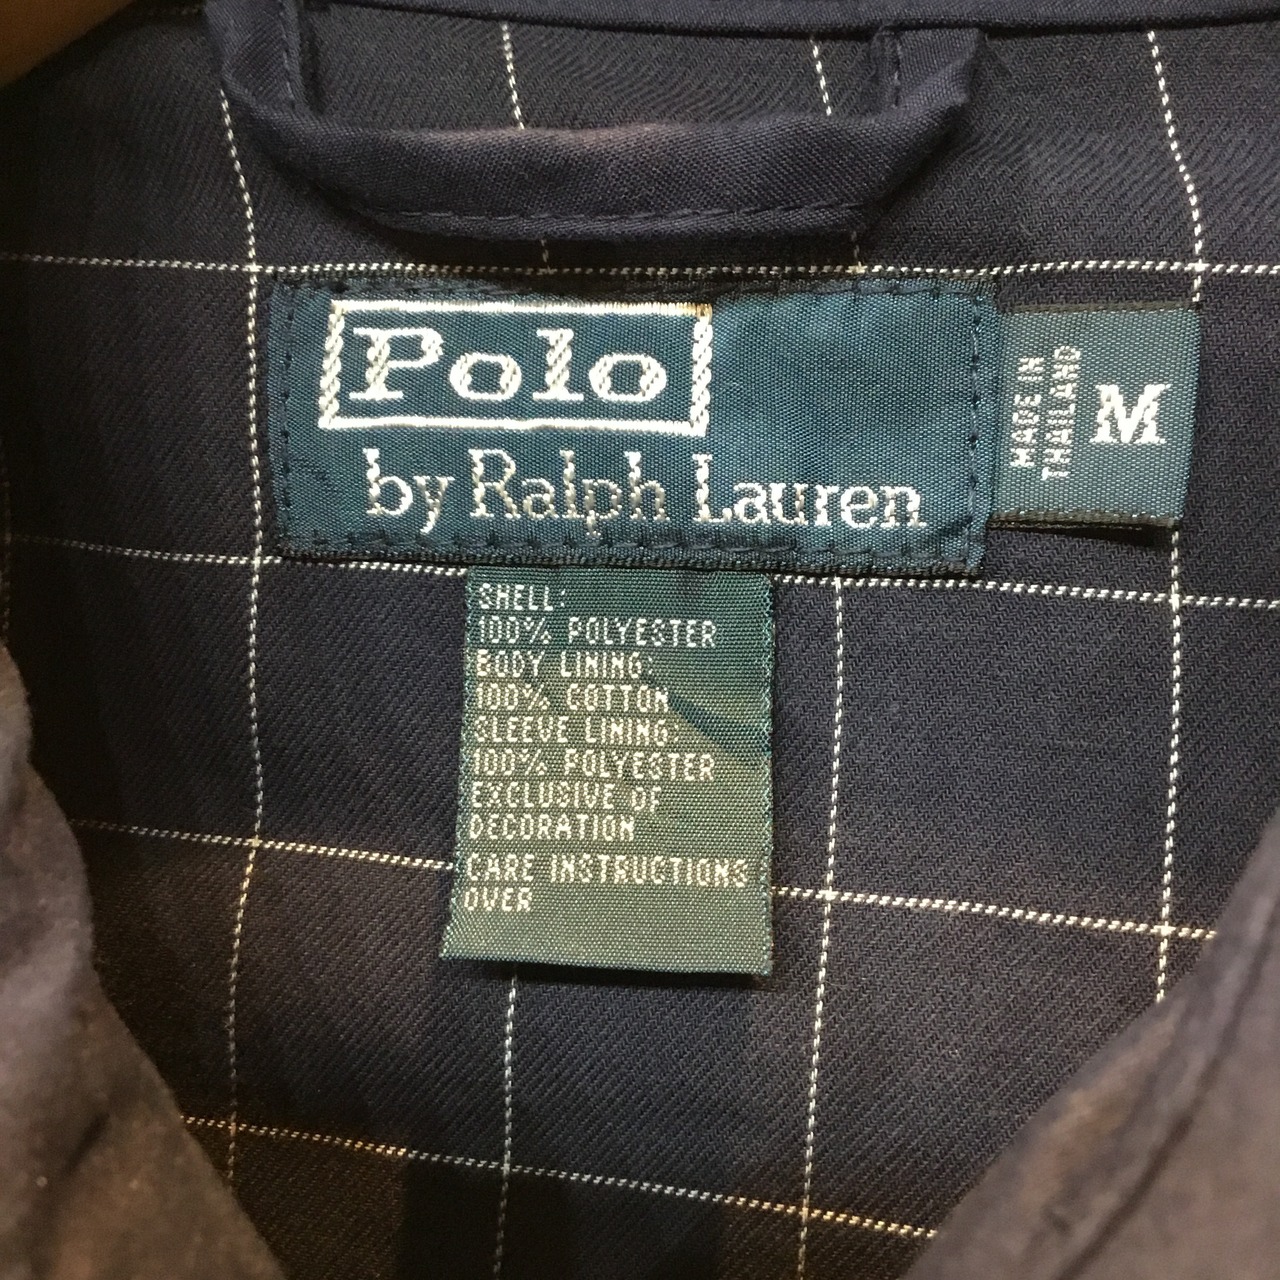 Polo
by Ralph Lauren
MADE IN
THAILAND
M
SHELL:
100% POLYESTER
BODY LINING:
100% COTTON
SLEEVE LINING:
100% POLYESTER
EXCLUSIVE OF
DECORATION
CARE INSTRUCTIONS
OVER